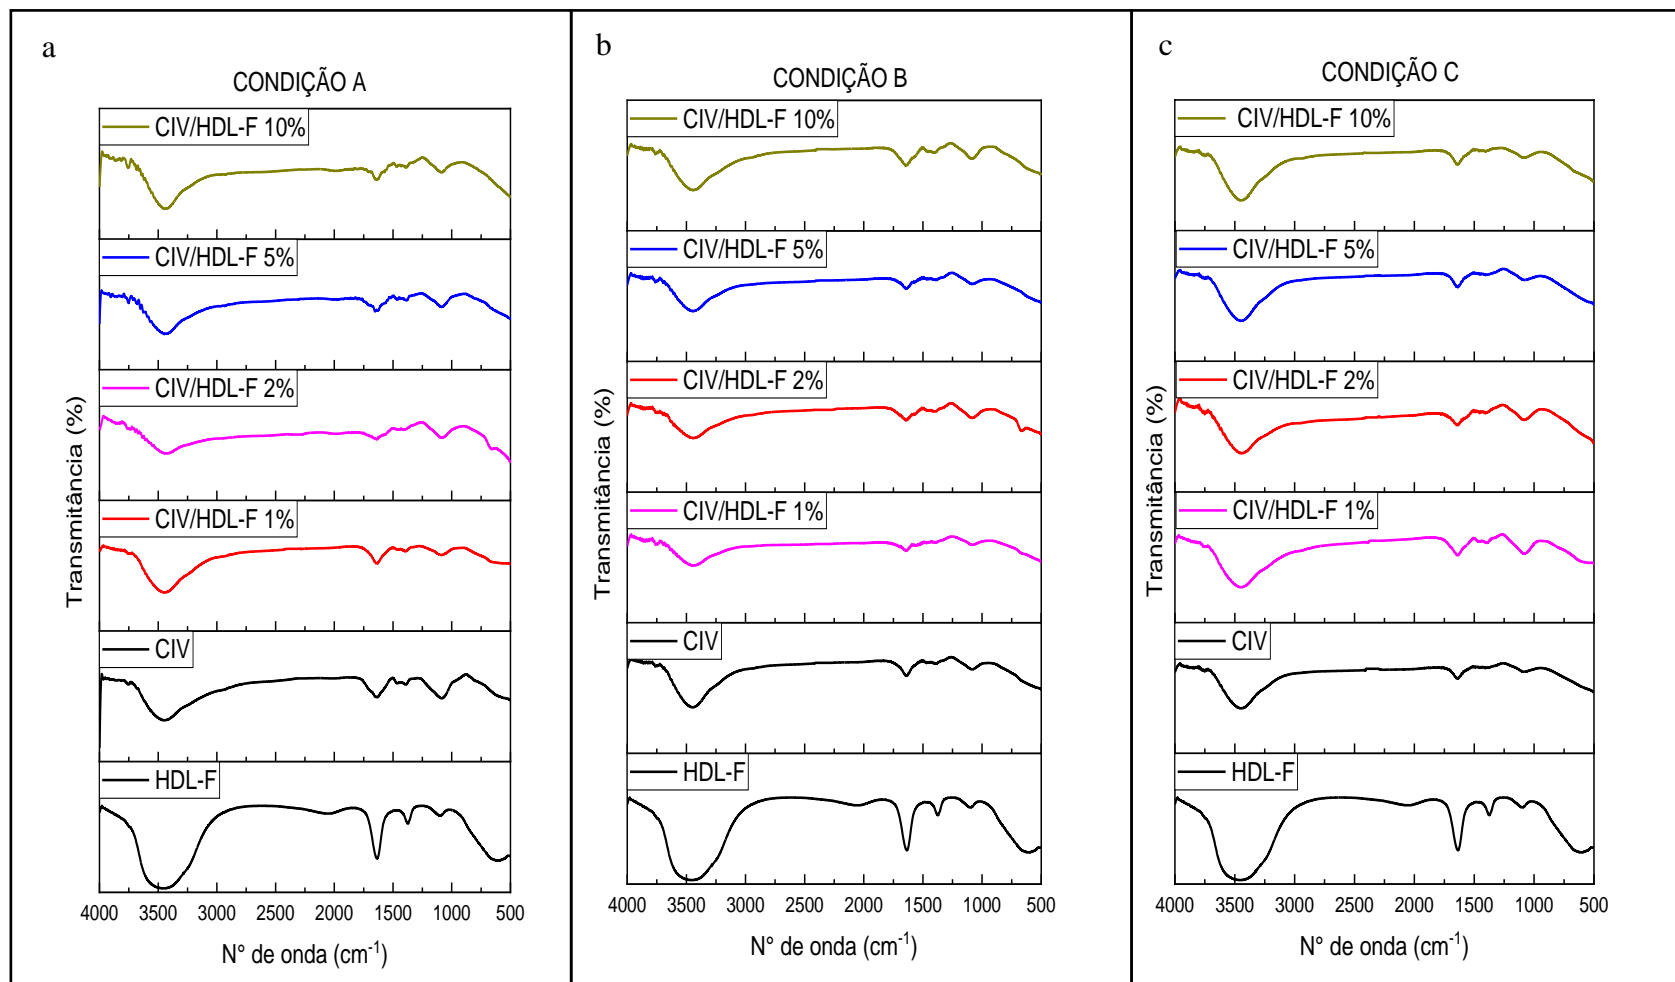 a
CONDIÇÃO A
CIV/HDL-F 10%
CIV/HDL-F 5%
CIV/HDL-F 2%
CIV/HDL-F 1%
CIV
HDL-F
Transmitância (%)
4000 3500 3000 2500 2000 1500 1000 500
N° de onda (cm⁻¹)
b
CONDIÇÃO B
CIV/HDL-F 10%
CIV/HDL-F 5%
CIV/HDL-F 2%
CIV/HDL-F 1%
CIV
HDL-F
Transmitância (%)
4000 3500 3000 2500 2000 1500 1000 500
N° de onda (cm⁻¹)
c
CONDIÇÃO C
CIV/HDL-F 10%
CIV/HDL-F 5%
CIV/HDL-F 2%
CIV/HDL-F 1%
CIV
HDL-F
Transmitância (%)
4000 3500 3000 2500 2000 1500 1000 500
N° de onda (cm⁻¹)